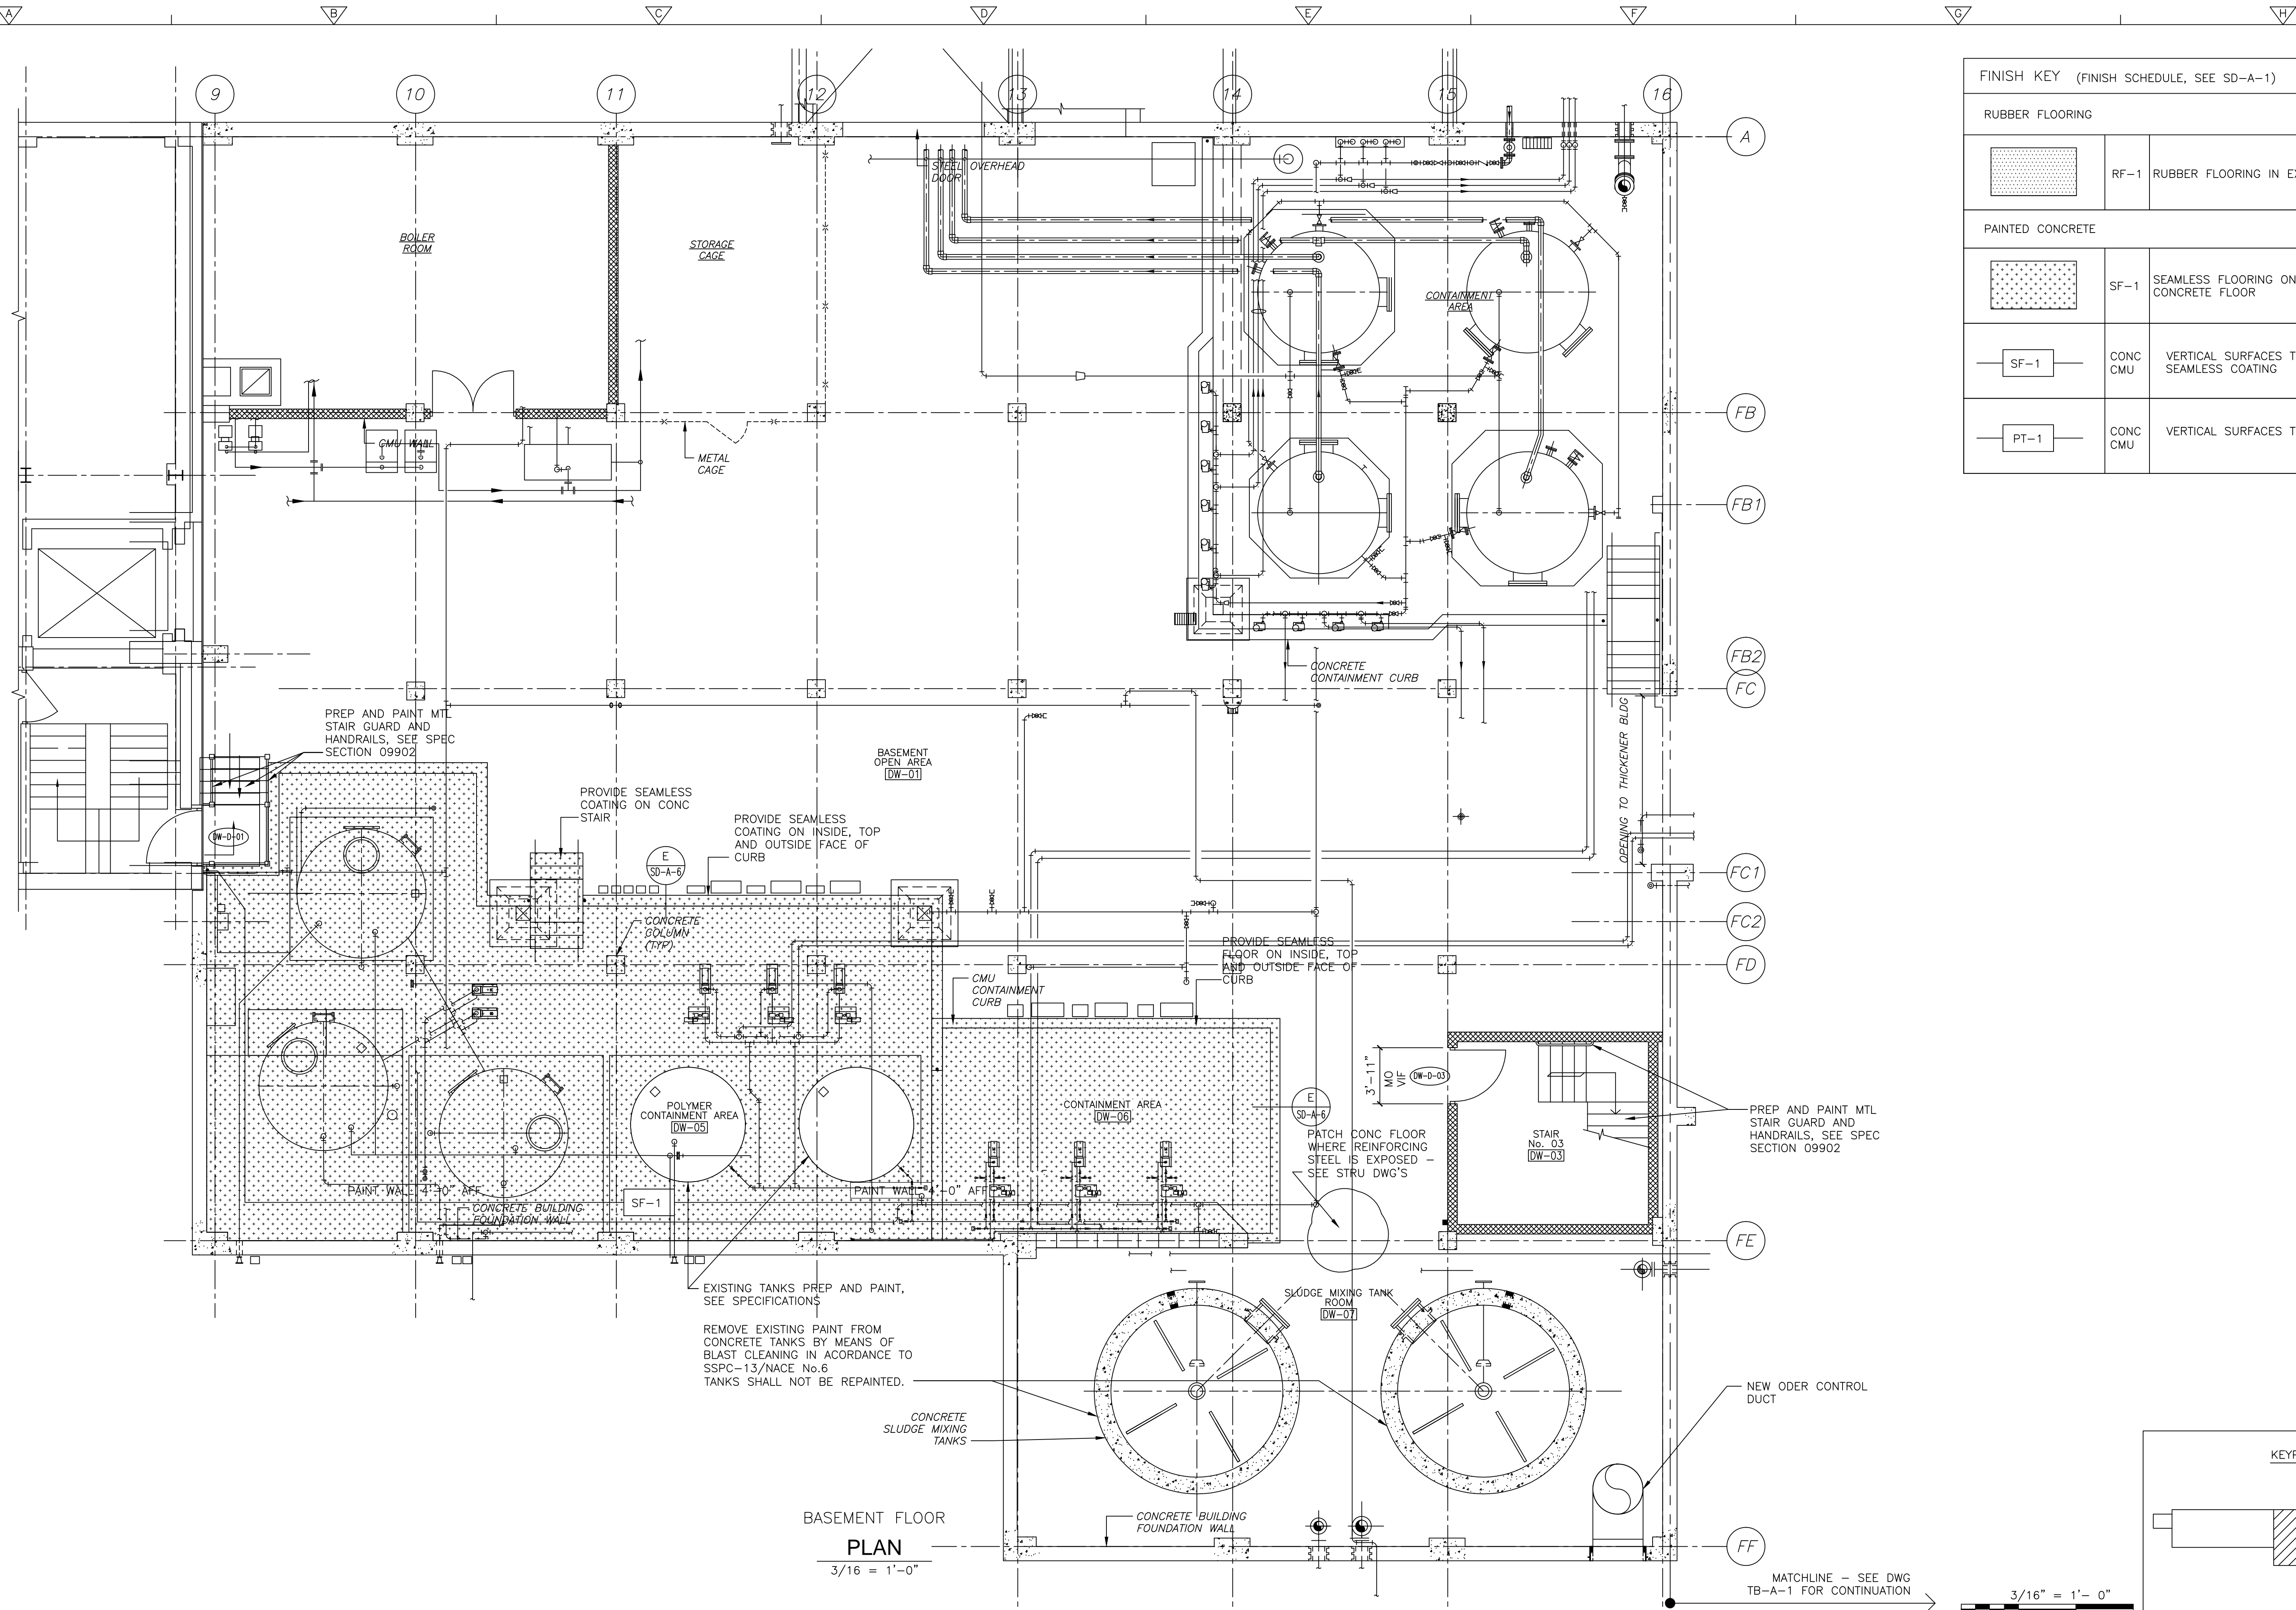 A
B
C
D
E
F
G
H
9
10
11
12
13
14
15
16
A
FB
FB1
FB2
FC
FC1
FC2
FD
FE
FF
FINISH KEY (FINISH SCHEDULE, SEE SD-A-1)
RUBBER FLOORING
RF-1
RUBBER FLOORING IN
PAINTED CONCRETE
SF-1
SEAMLESS FLOORING ON
CONCRETE FLOOR
SF-1
CONC
CMU
VERTICAL SURFACES
SEAMLESS COATING
PT-1
CONC
CMU
VERTICAL SURFACES
STEEL OVERHEAD
DOOR
BOILER
ROOM
STORAGE
CAGE
CONTAINMENT
AREA
CMU WALL
METAL
CAGE
CONCRETE
CONTAINMENT CURB
OPENING TO THICKENER BLDG
PREP AND PAINT MTL
STAIR GUARD AND
HANDRAILS, SEE SPEC
SECTION 09902
BASEMENT
OPEN AREA
DW-01
PROVIDE SEAMLESS
COATING ON CONC
STAIR
PROVIDE SEAMLESS
COATING ON INSIDE, TOP
AND OUTSIDE FACE OF
CURB
DW-D-01
E
SD-A-6
CONCRETE
COLUMN
(TYP)
PROVIDE SEAMLESS
FLOOR ON INSIDE, TOP
AND OUTSIDE FACE OF
CURB
CMU
CONTAINMENT
CURB
3'-11"
MO
VIF
DW-D-03
E
SD-A-6
POLYMER
CONTAINMENT AREA
DW-05
CONTAINMENT AREA
DW-06
PREP AND PAINT MTL
STAIR GUARD AND
HANDRAILS, SEE SPEC
SECTION 09902
PATCH CONC FLOOR
WHERE REINFORCING
STEEL IS EXPOSED -
SEE STRU DWG'S
STAIR
No. 03
DW-03
PAINT WALL 4'-0" AFF
SF-1
PAINT WALL 4'-0" AFF
CONCRETE BUILDING
FOUNDATION WALL
EXISTING TANKS PREP AND PAINT,
SEE SPECIFICATIONS
SLUDGE MIXING TANK
ROOM
DW-07
REMOVE EXISTING PAINT FROM
CONCRETE TANKS BY MEANS OF
BLAST CLEANING IN ACORDANCE TO
SSPC-13/NACE No.6
TANKS SHALL NOT BE REPAINTED.
NEW ODER CONTROL
DUCT
CONCRETE
SLUDGE MIXING
TANKS
BASEMENT FLOOR
PLAN
3/16 = 1'-0"
CONCRETE BUILDING
FOUNDATION WALL
MATCHLINE - SEE DWG
TB-A-1 FOR CONTINUATION
3/16" = 1'- 0"